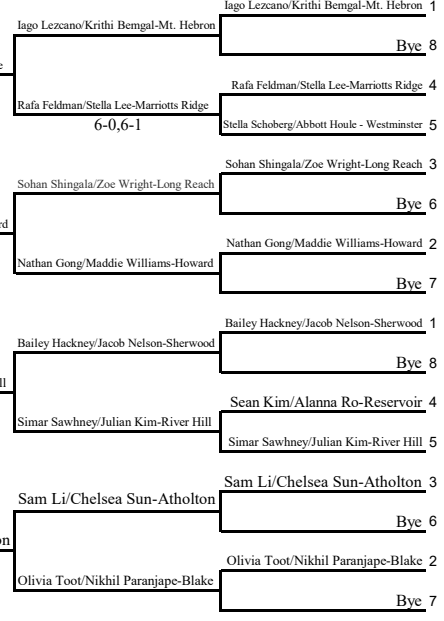 Iago Lezcano/Krithi Bemgal-Mt. Hebron 1
Iago Lezcano/Krithi Bemgal-Mt. Hebron
Bye 8
e
Rafa Feldman/Stella Lee-Marriotts Ridge 4
Rafa Feldman/Stella Lee-Marriotts Ridge
6-0,6-1
Stella Schoberg/Abbott Houle - Westminster 5
Sohan Shingala/Zoe Wright-Long Reach 3
Sohan Shingala/Zoe Wright-Long Reach
Bye 6
rd
Nathan Gong/Maddie Williams-Howard 2
Nathan Gong/Maddie Williams-Howard
Bye 7
Bailey Hackney/Jacob Nelson-Sherwood 1
Bailey Hackney/Jacob Nelson-Sherwood
Bye 8
ll
Sean Kim/Alanna Ro-Reservoir 4
Simar Sawhney/Julian Kim-River Hill
Simar Sawhney/Julian Kim-River Hill 5
Sam Li/Chelsea Sun-Atholton 3
Sam Li/Chelsea Sun-Atholton
Bye 6
on
Olivia Toot/Nikhil Paranjape-Blake 2
Olivia Toot/Nikhil Paranjape-Blake
Bye 7